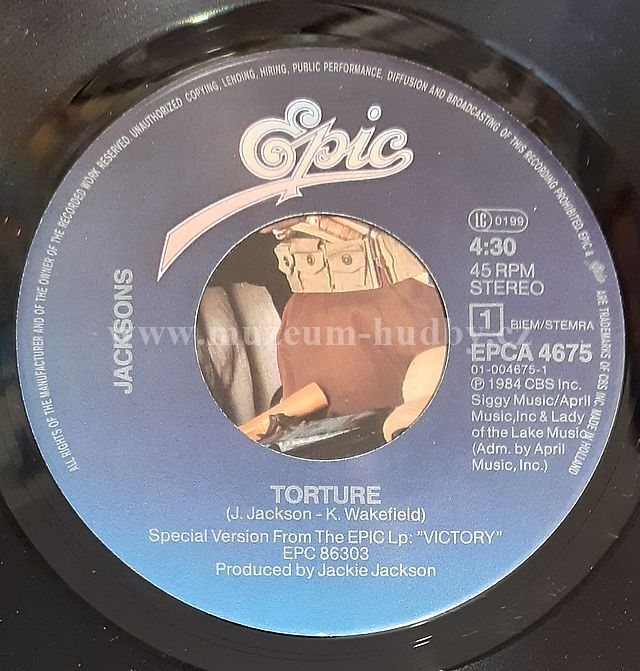 ALL RIGHTS OF THE MANUFACTURER AND OF THE OWNER OF THE RECORDED WORK RESERVED. UNAUTHORIZED COPYING, LENDING, HIRING, PUBLIC PERFORMANCE, DIFFUSION AND BROADCASTING OF THIS RECORDING PROHIBITED. EPIC & Epic ARE TRADEMARKS OF CBS INC. MADE IN HOLLAND
Epic
JACKSONS
1C 0199
4:30
45 RPM
STEREO
1 BIEM/STEMRA
EPCA 4675
01-004675-1
℗ 1984 CBS Inc.
Siggy Music/April
Music,Inc & Lady
of the Lake Music
(Adm. by April
Music, Inc.)
www.muzeum-hudby.cz
TORTURE
(J. Jackson - K. Wakefield)
Special Version From The EPIC Lp: "VICTORY"
EPC 86303
Produced by Jackie Jackson